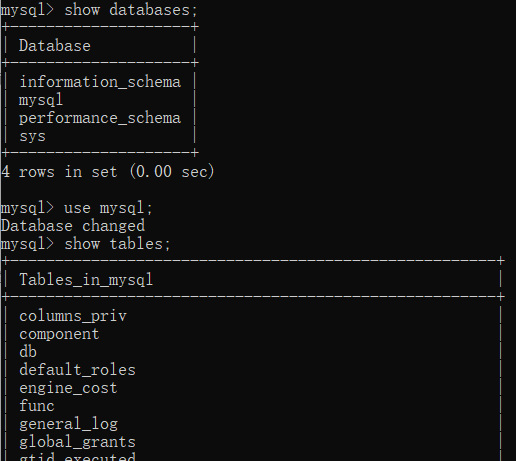 mysql> show databases;
+--------------------+
| Database           |
+--------------------+
| information_schema |
| mysql              |
| performance_schema |
| sys                |
+--------------------+
4 rows in set (0.00 sec)
mysql> use mysql;
Database changed
mysql> show tables;
+------------------------------------------------------+
| Tables_in_mysql                                      |
+------------------------------------------------------+
| columns_priv                                         |
| component                                            |
| db                                                   |
| default_roles                                        |
| engine_cost                                          |
| func                                                 |
| general_log                                          |
| global_grants                                        |
| gtid_executed                                        |